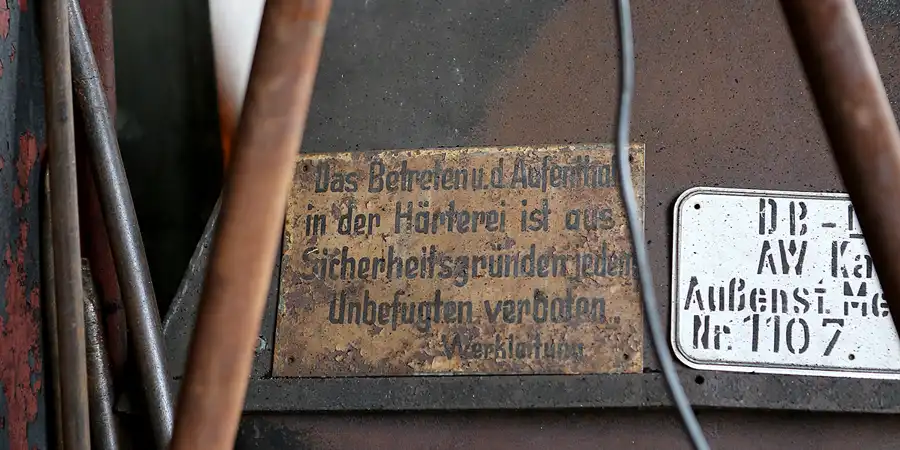 Das Betreten u. d. Aufenthal
in der Härterei ist aus
Sicherheitsgründen jedem
Unbefugten verboten.
Werkleitung
DB-
AW Ka
Außenst. Me
Nr. 1107